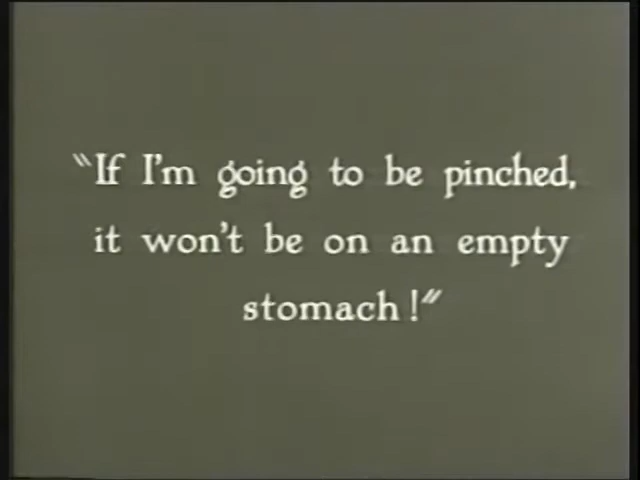 "If I'm going to be pinched,
it won't be on an empty
stomach!"